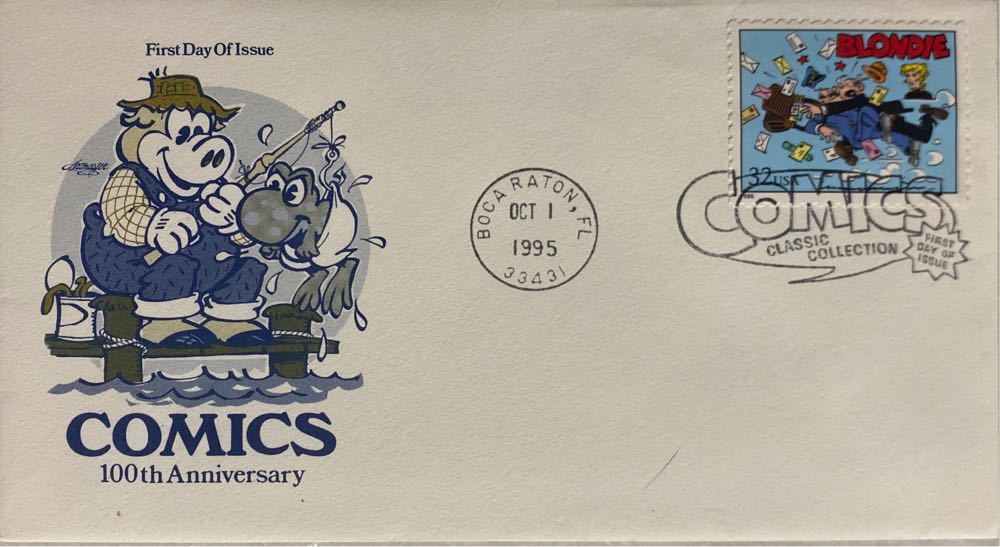 First Day Of Issue
COMICS
100th Anniversary
BOCA RATON, FL
OCT 1
1995
33431
BLONDIE
32 USA
COMICS
CLASSIC
COLLECTION
FIRST
DAY OF
ISSUE